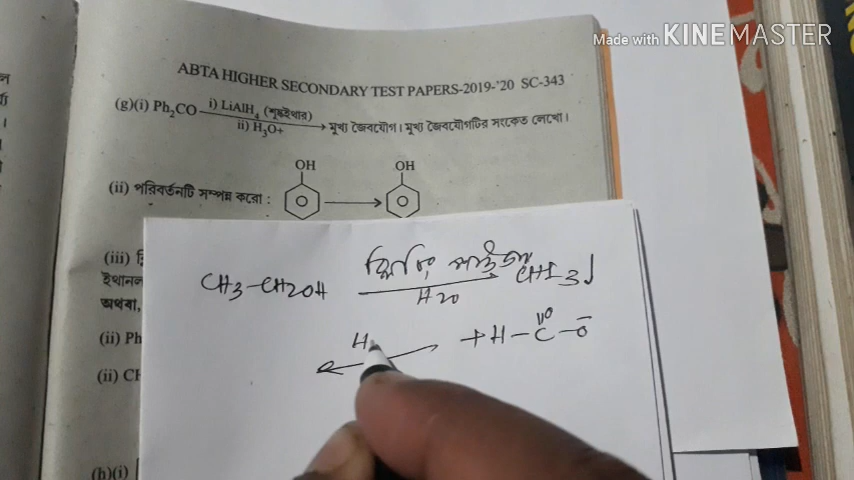 Made with KINEMASTER
ABTA HIGHER SECONDARY TEST PAPERS-2019-'20 SC-343
(g)(i) Ph₂CO i) LiAlH₄ (শুষ্কইথার) ii) H₃O+ → মুখ্য জৈবযৌগ। মুখ্য জৈবযৌগটির সংকেত লেখো।
OH OH
(ii) পরিবর্তনটি সম্পন্ন করো :
(iii)
ইথানল
অথবা,
(ii) Ph
(ii) CH
(h)(i)
CH3-CH2OH H2O CHI3↓
+ H-C-O⁻
O
H